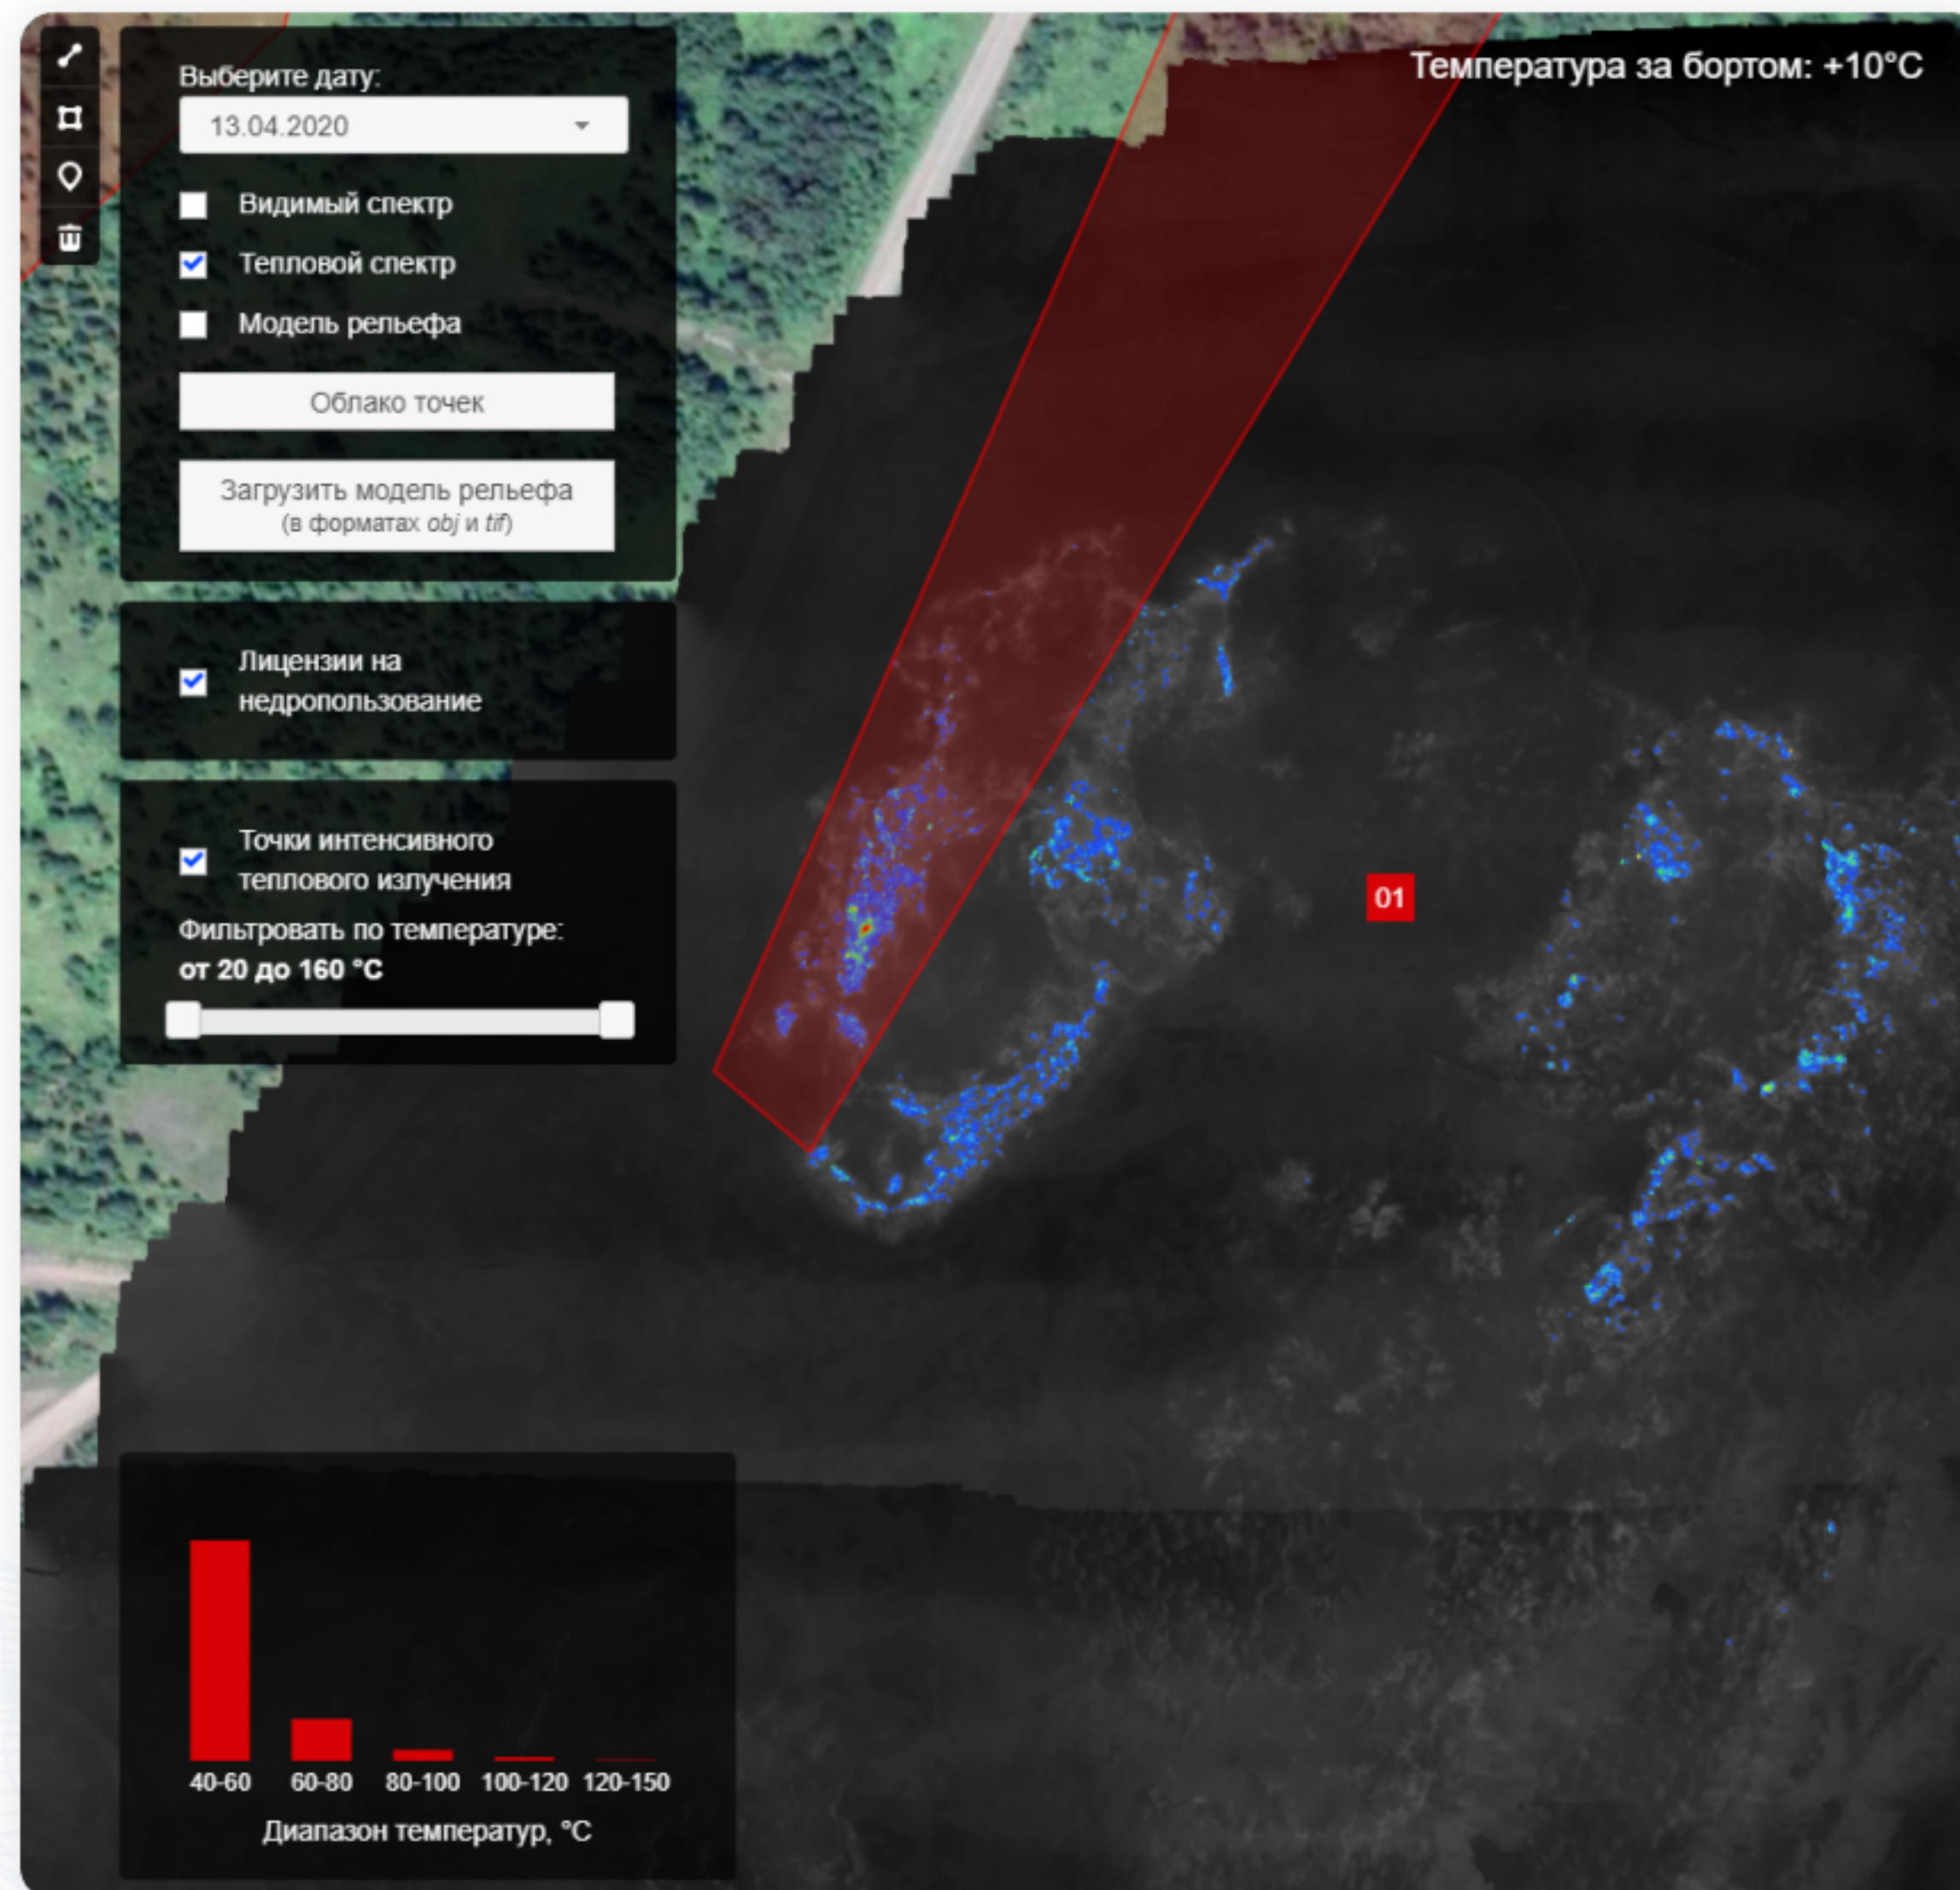 Температура за бортом: +10°C
Выберите дату:
13.04.2020
Видимый спектр
Тепловой спектр
Модель рельефа
Облако точек
Загрузить модель рельефа
(в форматах obj и tif)
Лицензии на
недропользование
Точки интенсивного
теплового излучения
Фильтровать по температуре:
от 20 до 160 °C
01
40-60 60-80 80-100 100-120 120-150
Диапазон температур, °C